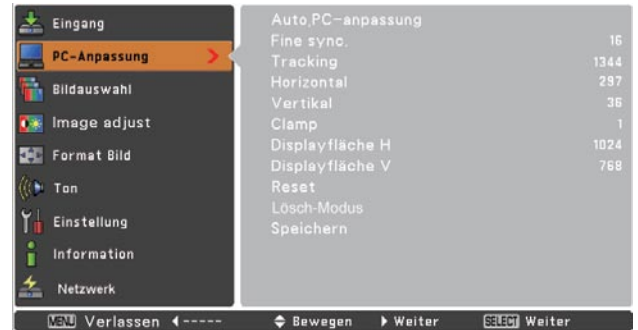 Eingang
PC-Anpassung
Bildauswahl
Image adjust
Format Bild
Ton
Einstellung
Information
Netzwerk
Auto PC-anpassung
Fine sync. 16
Tracking 1344
Horizontal 297
Vertikal 36
Clamp 1
Displayfläche H 1024
Displayfläche V 768
Reset
Lösch-Modus
Speichern
MENU Verlassen ----- Bewegen Weiter SELECT Weiter